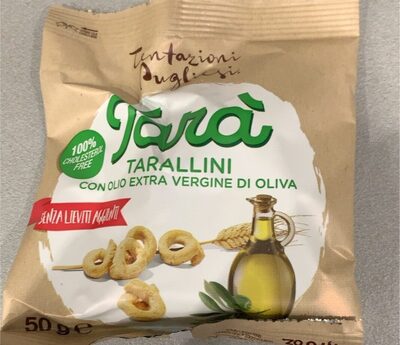 Tentazioni
Pugliesi
Tarà
100%
CHOLESTEROL
FREE
TARALLINI
CON OLIO EXTRA VERGINE DI OLIVA
SENZA LIEVITI AGGIUNTI
50 g e